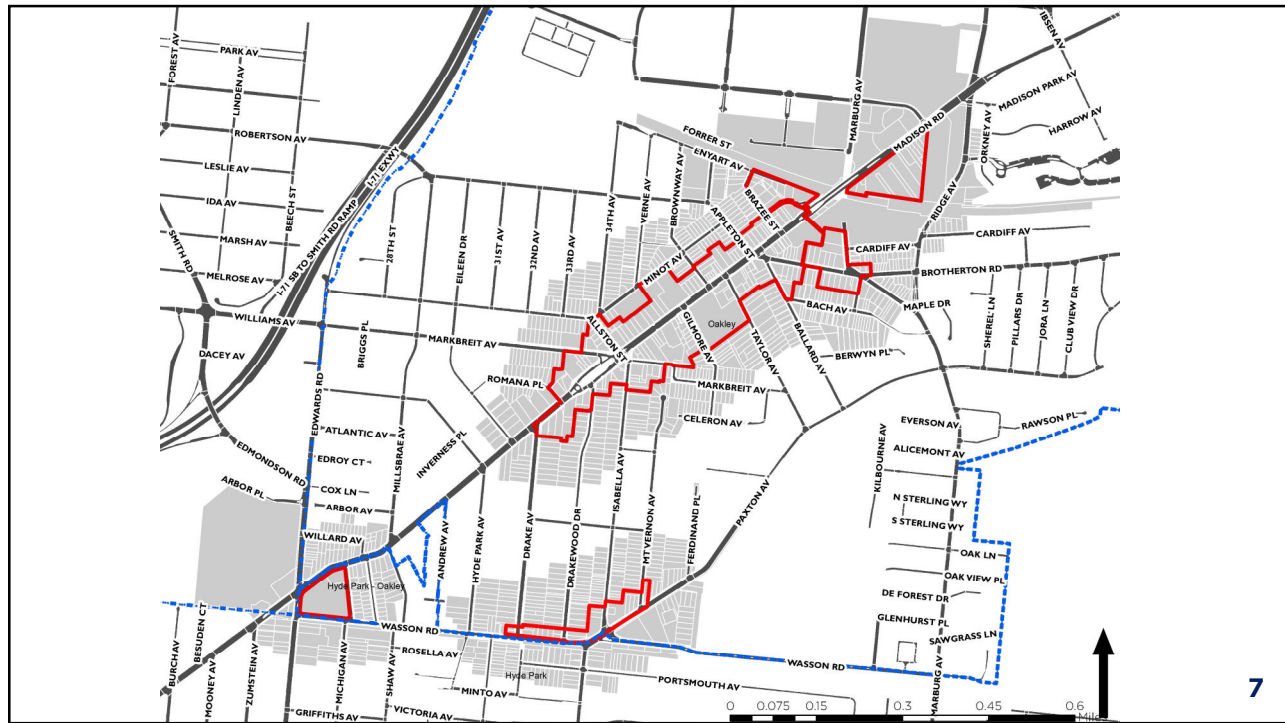 FOREST AV
PARK AV
LINDEN AV
ROBERTSON AV
LESLIE AV
IDA AV
BEECH ST
MARSH AV
SMITH RD
MELROSE AV
I-71 EXWY
I-71 SB TO SMITH RD RAMP
WILLIAMS AV
DACEY AV
28TH ST
EILEEN DR
31ST AV
32ND AV
33RD AV
34TH AV
VERNE AV
BROWNWAY AV
FORRER ST
ENYART AV
BRAZEE ST
APPLETON ST
MINOT AV
MARBURG AV
MADISON RD
IBSEN AV
MADISON PARK AV
HARROW AV
ORKNEY AV
RIDGE AV
CARDIFF AV
CARDIFF AV
BROTHERTON RD
MAPLE DR
BACH AV
SHEREL LN
PILLARS DR
JORA LN
CLUB VIEW DR
BERWYN PL
BALLARD AV
TAYLOR AV
GILMORE AV
Oakley
ALLSTON ST
MARKBREIT AV
MARKBREIT AV
BRIGGS PL
ROMANA PL
CELERON AV
EDWARDS RD
ATLANTIC AV
EDROY CT
COX LN
ARBOR AV
WILLARD AV
MILLSBRAE AV
INVERNESS PL
EDMONDSON RD
ARBOR PL
ANDREW AV
HYDE PARK AV
DRAKE AV
DRAKEWOOD DR
ISABELLA AV
MT VERNON AV
FERDINAND PL
PAXTON AV
KILBOURNE AV
EVERSON AV
RAWSON PL
ALICEMONT AV
N STERLING WY
S STERLING WY
OAK LN
OAK VIEW PL
DE FOREST DR
GLENHURST PL
SAWGRASS LN
MARBURG AV
Hyde Park - Oakley
WASSON RD
WASSON RD
BURCH AV
BESUDEN CT
MOONEY AV
ZUMSTEIN AV
MICHIGAN AV
SHAW AV
ROSELLA AV
MINTO AV
VICTORIA AV
GRIFFITHS AV
Hyde Park
PORTSMOUTH AV
0 0.075 0.15 0.3 0.45 0.6
Miles
7